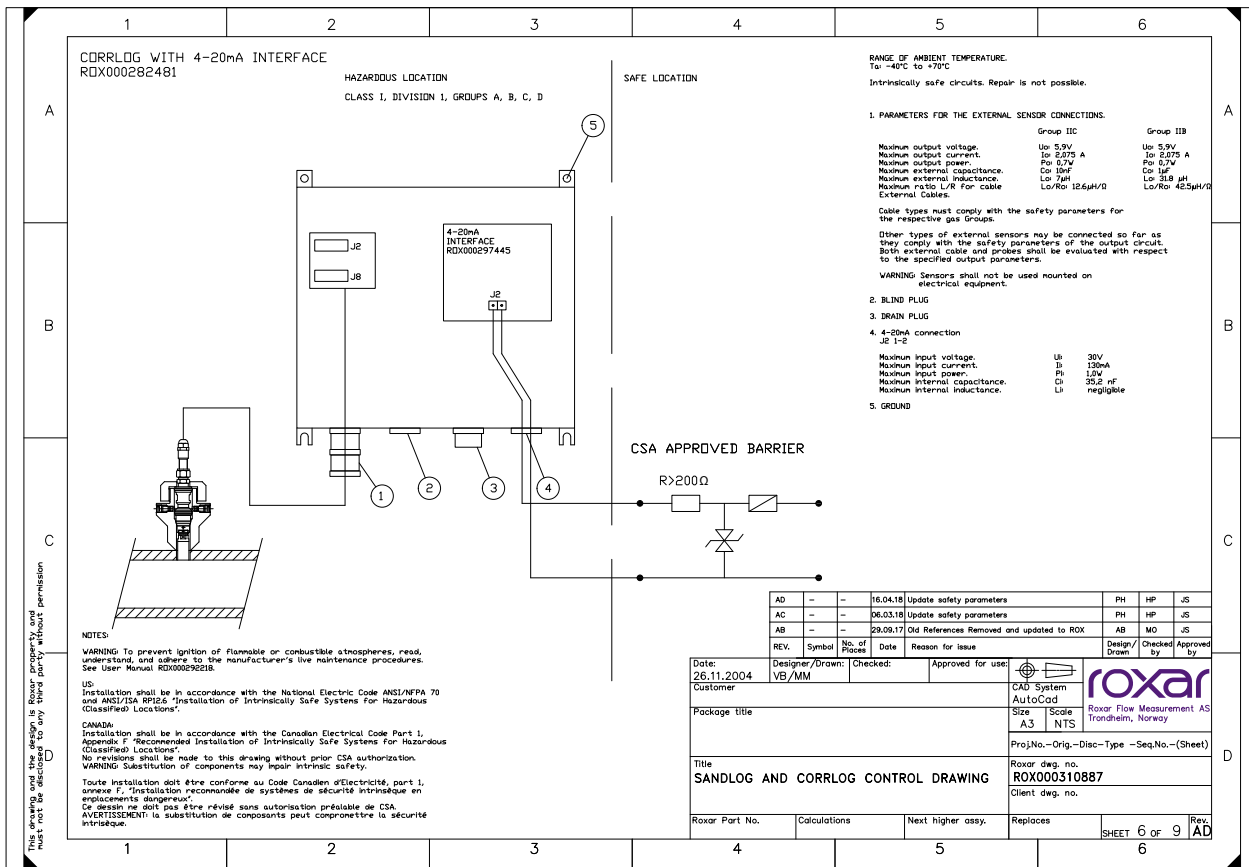 1 2 3 4 5 6
A A
B B
C C
D D
CORRLOG WITH 4-20mA INTERFACE
ROX000282481
HAZARDOUS LOCATION
CLASS I, DIVISION 1, GROUPS A, B, C, D
SAFE LOCATION
5
J2
J8
4-20mA
INTERFACE
ROX000297445
J2
1
2
3
4
CSA APPROVED BARRIER
R>200Ω
RANGE OF AMBIENT TEMPERATURE.
Ta: -40°C to +70°C
Intrinsically safe circuits. Repair is not possible.
1. PARAMETERS FOR THE EXTERNAL SENSOR CONNECTIONS.
Group IIC Group IIB
Maximum output voltage. Uo: 5,9V Uo: 5,9V
Maximum output current. Io: 2,075 A Io: 2,075 A
Maximum output power. Po: 0,7W Po: 0,7W
Maximum external capacitance. Co: 10nF Co: 1µF
Maximum external inductance. Lo: 7µH Lo: 31.8 µH
Maximum ratio L/R for cable Lo/Ro: 12.6µH/Ω Lo/Ro: 42.5µH/Ω
External Cables.
Cable types must comply with the safety parameters for
the respective gas Groups.
Other types of external sensors may be connected so far as
they comply with the safety parameters of the output circuit.
Both external cable and probes shall be evaluated with respect
to the specified output parameters.
WARNING: Sensors shall not be used mounted on
electrical equipment.
2. BLIND PLUG
3. DRAIN PLUG
4. 4-20mA connection
J2 1-2
Maximum input voltage. Ui: 30V
Maximum input current. Ii: 130mA
Maximum input power. Pi: 1,0W
Maximum internal capacitance. Ci: 35,2 nF
Maximum internal inductance. Li: negligible
5. GROUND
NOTES:
WARNING: To prevent ignition of flammable or combustible atmospheres, read,
understand, and adhere to the manufacturer's live maintenance procedures.
See User Manual ROX000292218.
US:
Installation shall be in accordance with the National Electric Code ANSI/NFPA 70
and ANSI/ISA RP12.6 "Installation of Intrinsically Safe Systems for Hazardous
(Classified) Locations".
CANADA:
Installation shall be in accordance with the Canadian Electrical Code Part 1,
Appendix F "Recommended Installation of Intrinsically Safe Systems for Hazardous
(Classified) Locations".
No revisions shall be made to this drawing without prior CSA authorization.
WARNING: Substitution of components may impair intrinsic safety.
Toute installation doit être conforme au Code Canadien d'Electricité, part 1,
annexe F, "Installation recommandée de systèmes de sécurité intrinsèque en
enplacements dangereux".
Ce dessin ne doit pas être révisé sans autorisation préalable de CSA.
AVERTISSEMENT: la substitution de composants peut compromettre la sécurité
intrisèque.
This drawing and the design is Roxar property and
must not be disclosed to any third party without permission
AD - - 16.04.18 Update safety parameters PH HP JS
AC - - 06.03.18 Update safety parameters PH HP JS
AB - - 29.09.17 Old References Removed and updated to ROX AB MO JS
REV. Symbol No. of Places Date Reason for issue Design/Drawn Checked by Approved by
Date: Designer/Drawn: Checked: Approved for use:
26.11.2004 VB/MM
Customer
Package title
CAD System
AutoCad
Size Scale
A3 NTS
roxar
Roxar Flow Measurement AS
Trondheim, Norway
Proj.No.-Orig.-Disc-Type -Seq.No.-(Sheet)
Title
SANDLOG AND CORRLOG CONTROL DRAWING
Roxar dwg. no.
ROX000310887
Client dwg. no.
Roxar Part No. Calculations Next higher assy. Replaces
SHEET 6 OF 9
Rev.
AD
1 2 3 4 5 6